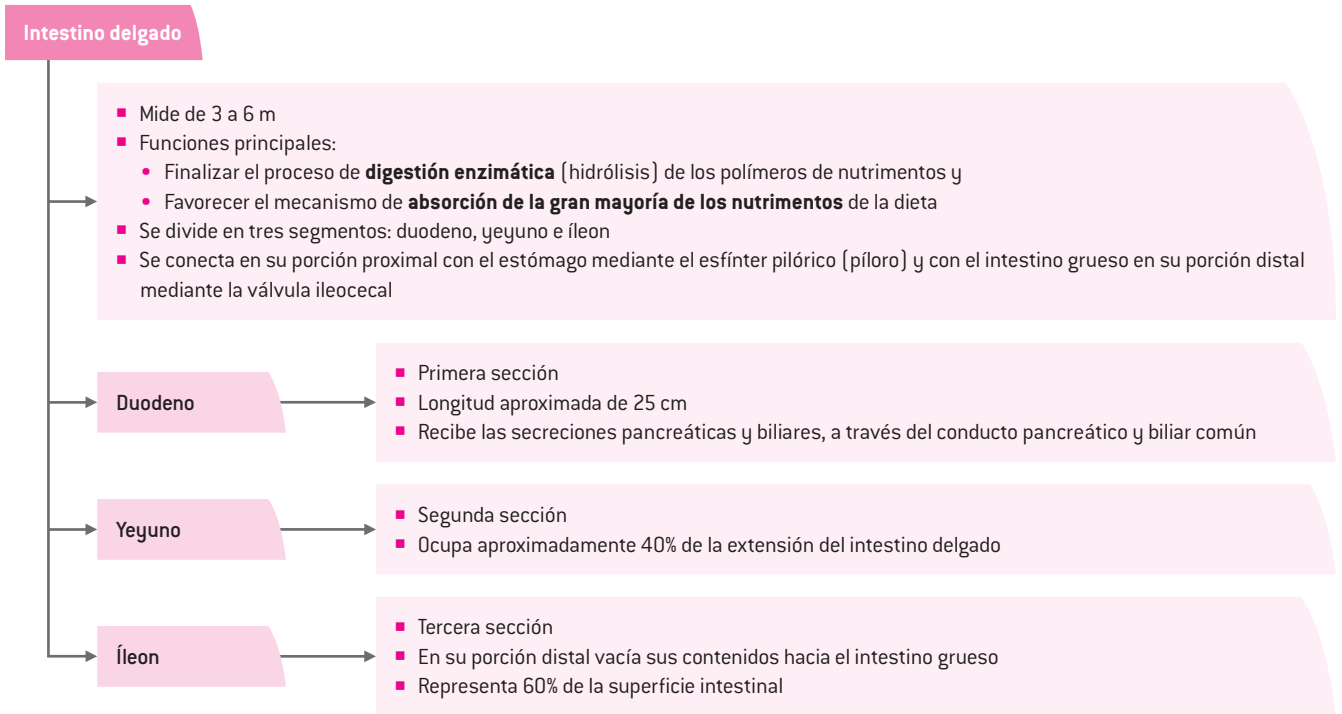 Intestino delgado
■ Mide de 3 a 6 m
■ Funciones principales:
• Finalizar el proceso de digestión enzimática (hidrólisis) de los polímeros de nutrimentos y
• Favorecer el mecanismo de absorción de la gran mayoría de los nutrimentos de la dieta
■ Se divide en tres segmentos: duodeno, yeyuno e íleon
■ Se conecta en su porción proximal con el estómago mediante el esfínter pilórico (píloro) y con el intestino grueso en su porción distal
mediante la válvula ileocecal
Duodeno
■ Primera sección
■ Longitud aproximada de 25 cm
■ Recibe las secreciones pancreáticas y biliares, a través del conducto pancreático y biliar común
Yeyuno
■ Segunda sección
■ Ocupa aproximadamente 40% de la extensión del intestino delgado
Íleon
■ Tercera sección
■ En su porción distal vacía sus contenidos hacia el intestino grueso
■ Representa 60% de la superficie intestinal